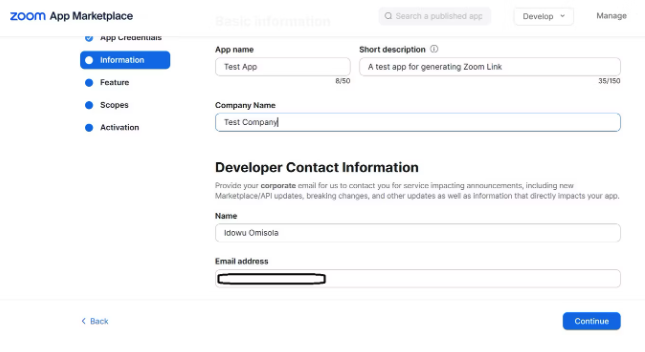 zoom App Marketplace
Search a published app
Develop
Manage
Basic Information
App Credentials
Information
Feature
Scopes
Activation
App name
Short description
Test App
A test app for generating Zoom Link
8/50
35/150
Company Name
Test Company
Developer Contact Information
Provide your corporate email for us to contact you for service impacting announcements, including new
Marketplace/API updates, breaking changes, and other updates as well as information that directly impacts your app.
Name
Idowu Omisola
Email address
Back
Continue